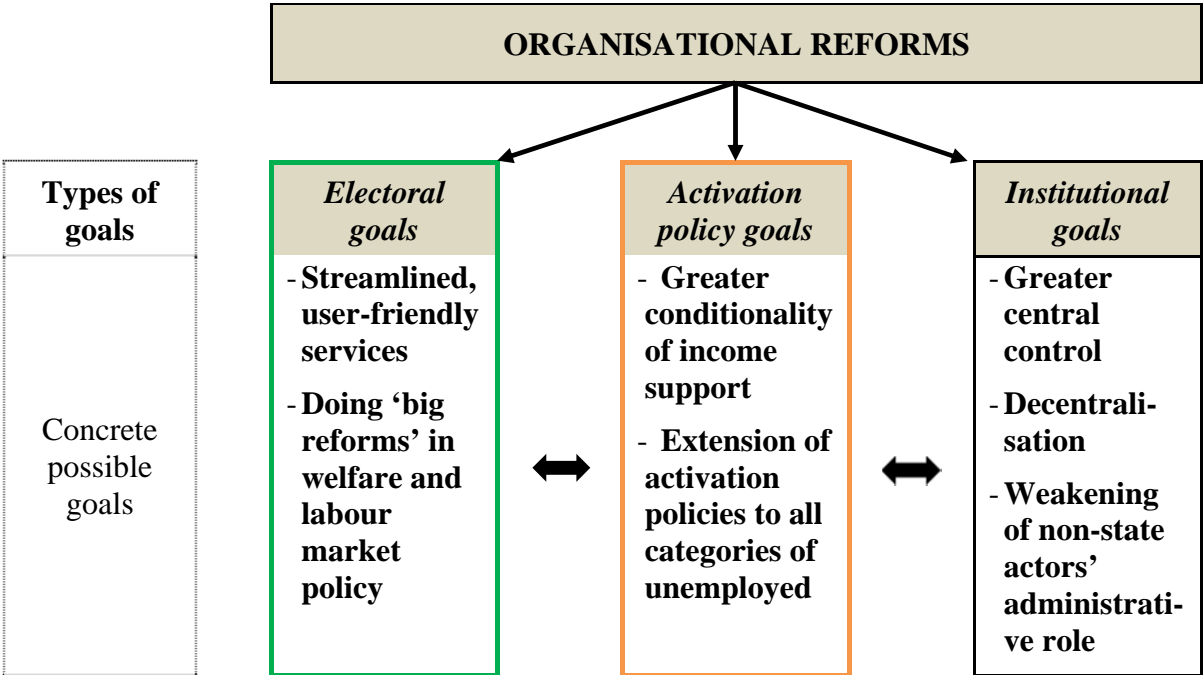 ORGANISATIONAL REFORMS
Types of
goals
Electoral
goals
Activation
policy goals
Institutional
goals
Concrete
possible
goals
- Streamlined,
user-friendly
services
- Doing ‘big
reforms’ in
welfare and
labour
market
policy
- Greater
conditionality
of income
support
- Extension of
activation
policies to all
categories of
unemployed
- Greater
central
control
- Decentrali-
sation
- Weakening
of non-state
actors’
administrati-
ve role